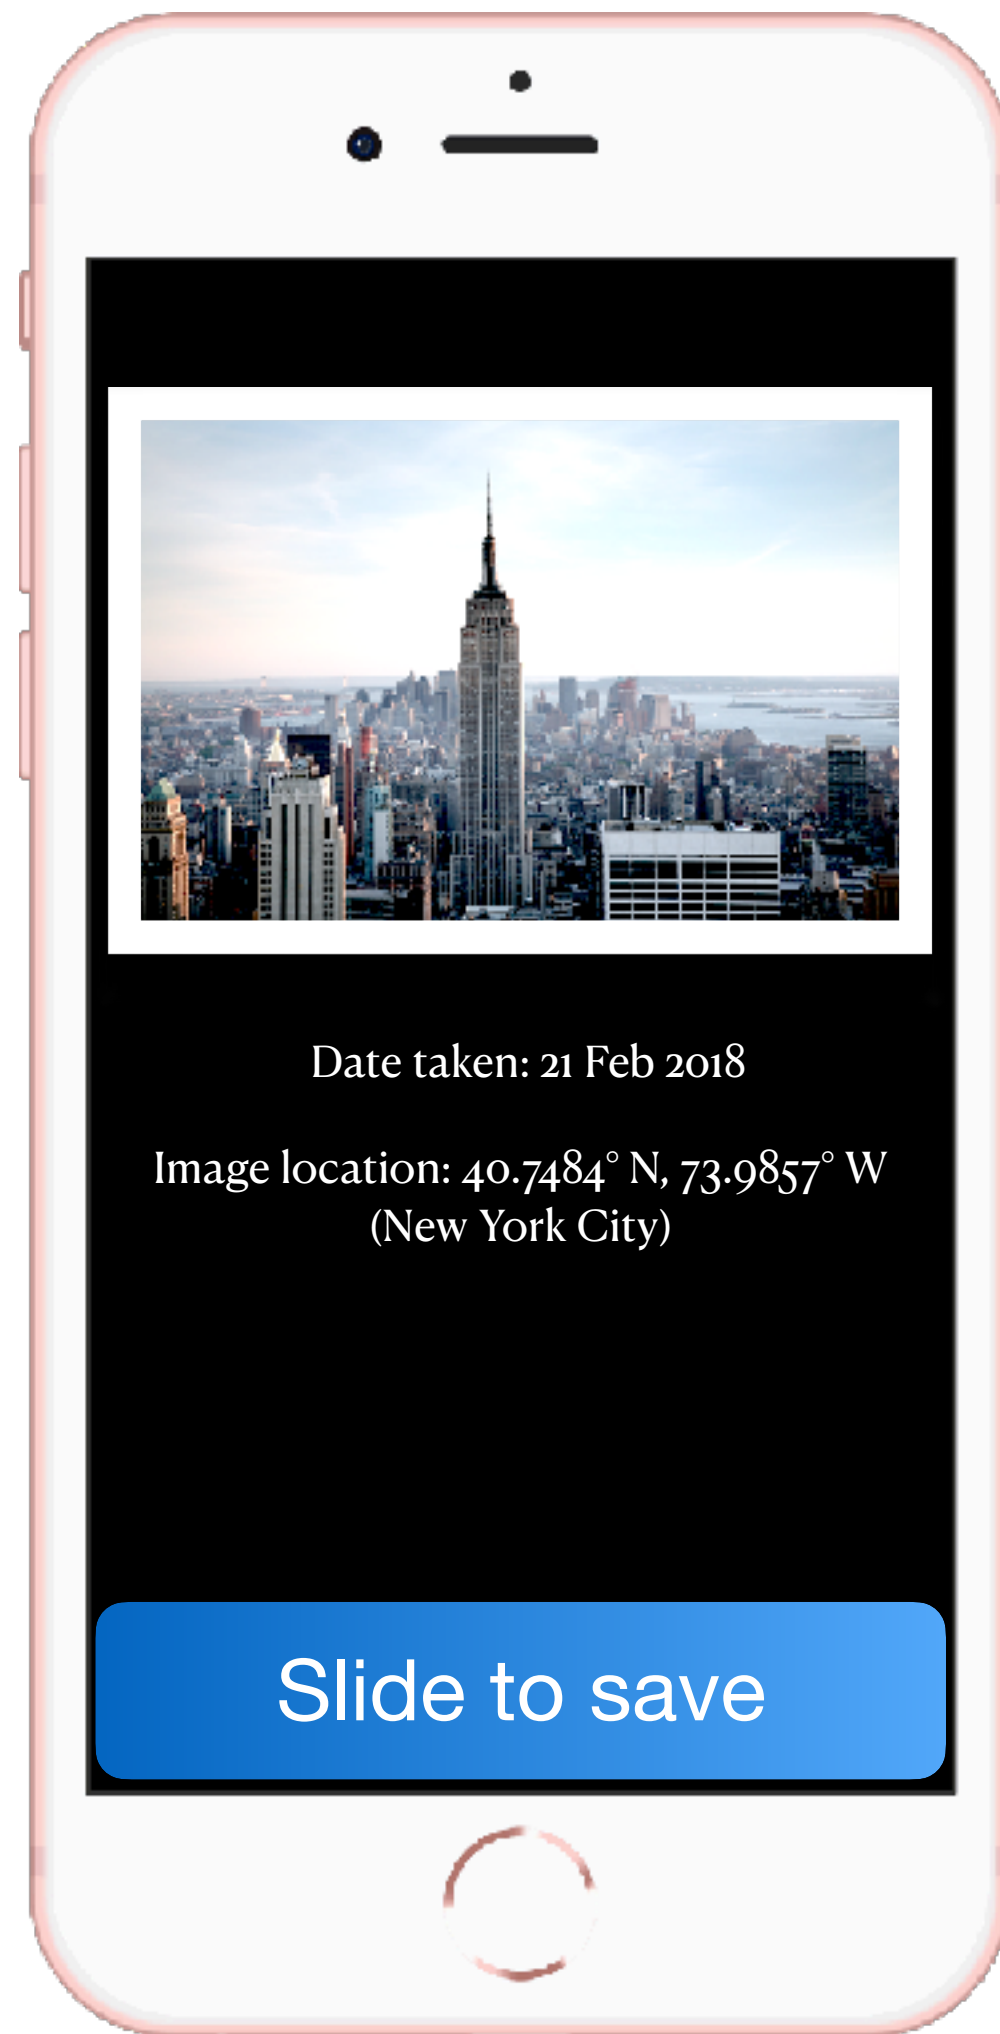 Date taken: 21 Feb 2018
Image location: 40.7484° N, 73.9857° W
(New York City)
Slide to save